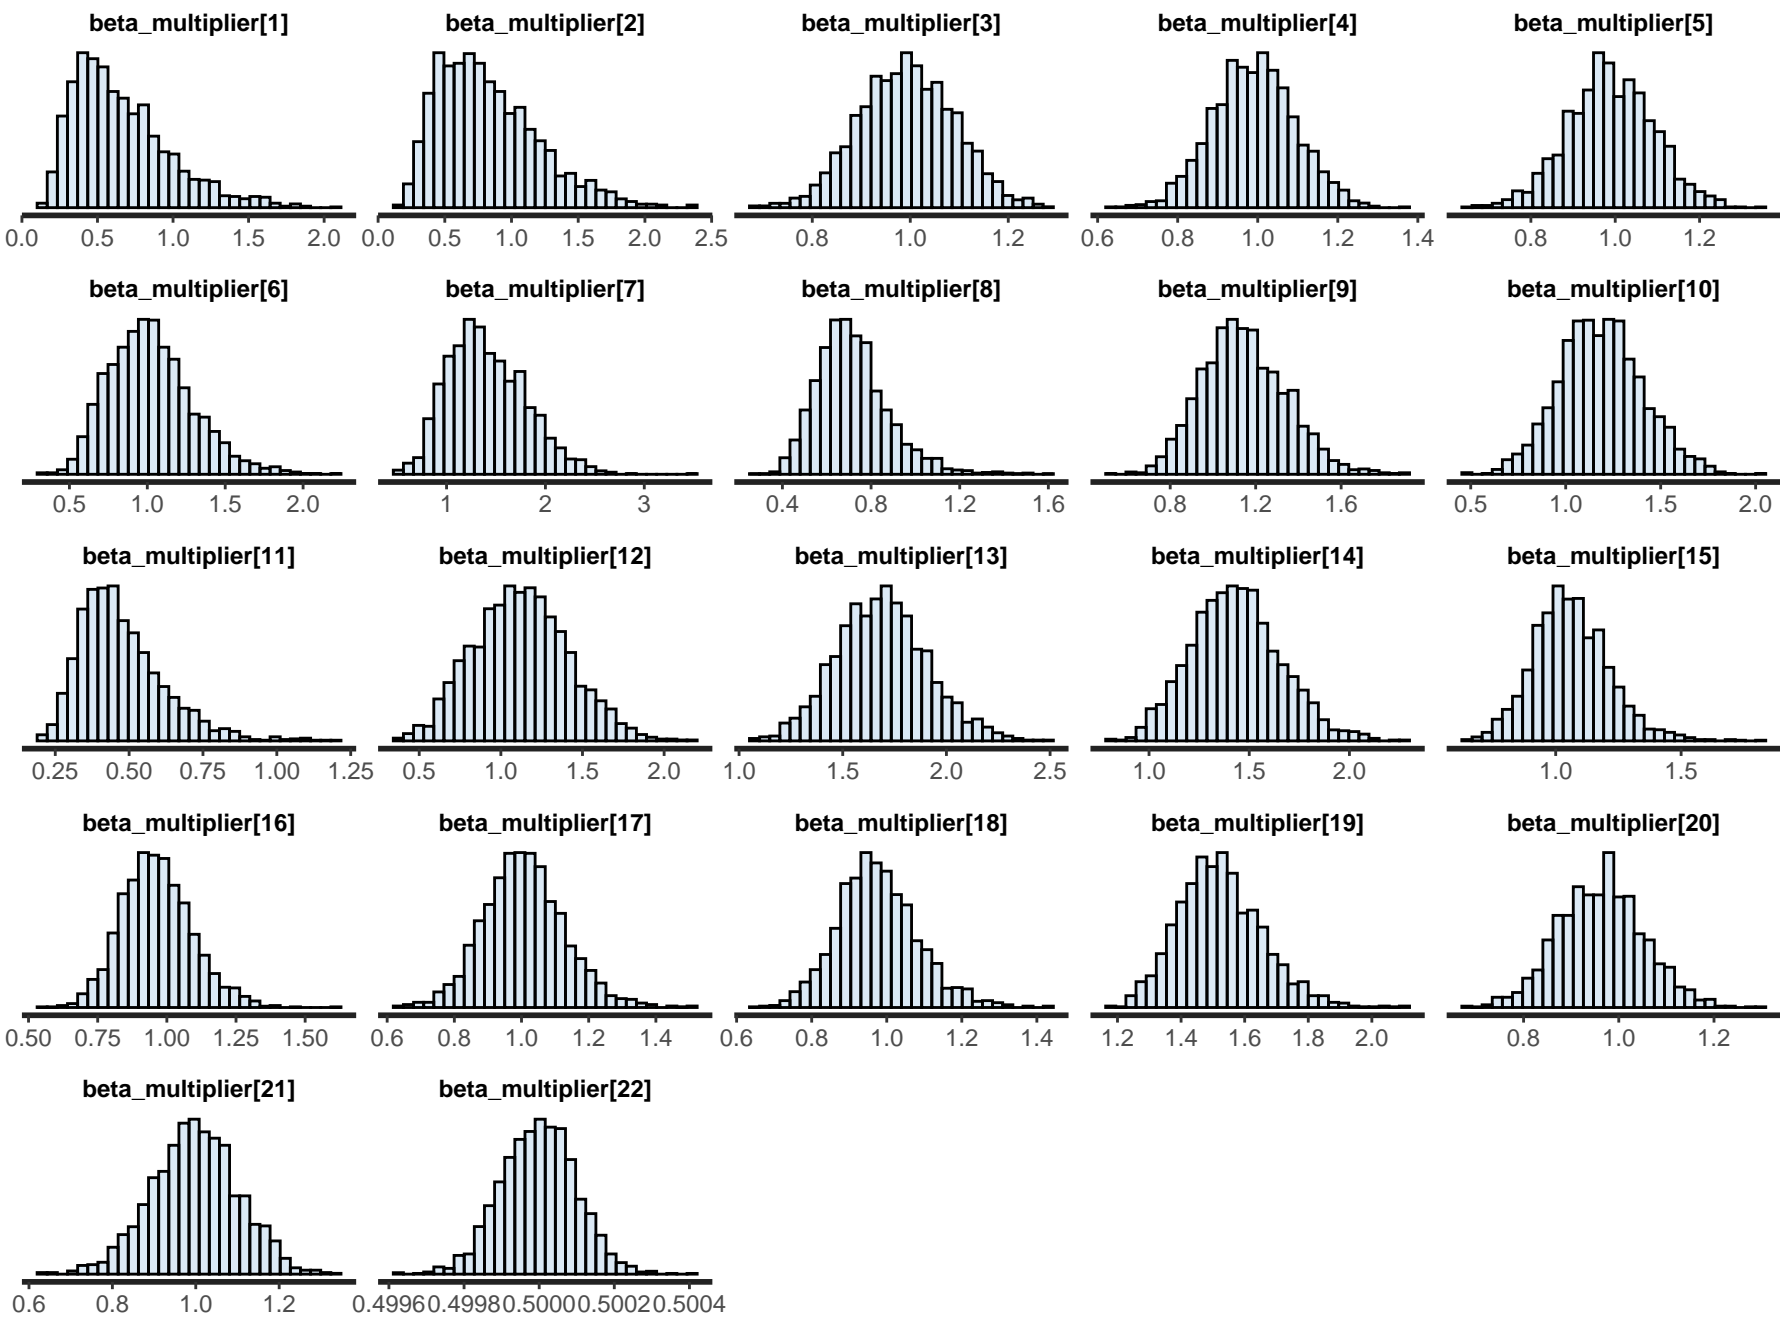 beta_multiplier[1] beta_multiplier[2] beta_multiplier[3] beta_multiplier[4] beta_multiplier[5]
0.0 0.5 1.0 1.5 2.0 0.0 0.5 1.0 1.5 2.0 2.5 0.8 1.0 1.2 0.6 0.8 1.0 1.2 1.4 0.8 1.0 1.2
beta_multiplier[6] beta_multiplier[7] beta_multiplier[8] beta_multiplier[9] beta_multiplier[10]
0.5 1.0 1.5 2.0 1 2 3 0.4 0.8 1.2 1.6 0.8 1.2 1.6 0.5 1.0 1.5 2.0
beta_multiplier[11] beta_multiplier[12] beta_multiplier[13] beta_multiplier[14] beta_multiplier[15]
0.25 0.50 0.75 1.00 1.25 0.5 1.0 1.5 2.0 1.0 1.5 2.0 2.5 1.0 1.5 2.0 1.0 1.5
beta_multiplier[16] beta_multiplier[17] beta_multiplier[18] beta_multiplier[19] beta_multiplier[20]
0.50 0.75 1.00 1.25 1.50 0.6 0.8 1.0 1.2 1.4 0.6 0.8 1.0 1.2 1.4 1.2 1.4 1.6 1.8 2.0 0.8 1.0 1.2
beta_multiplier[21] beta_multiplier[22]
0.6 0.8 1.0 1.2 0.4996 0.4998 0.5000 0.5002 0.5004